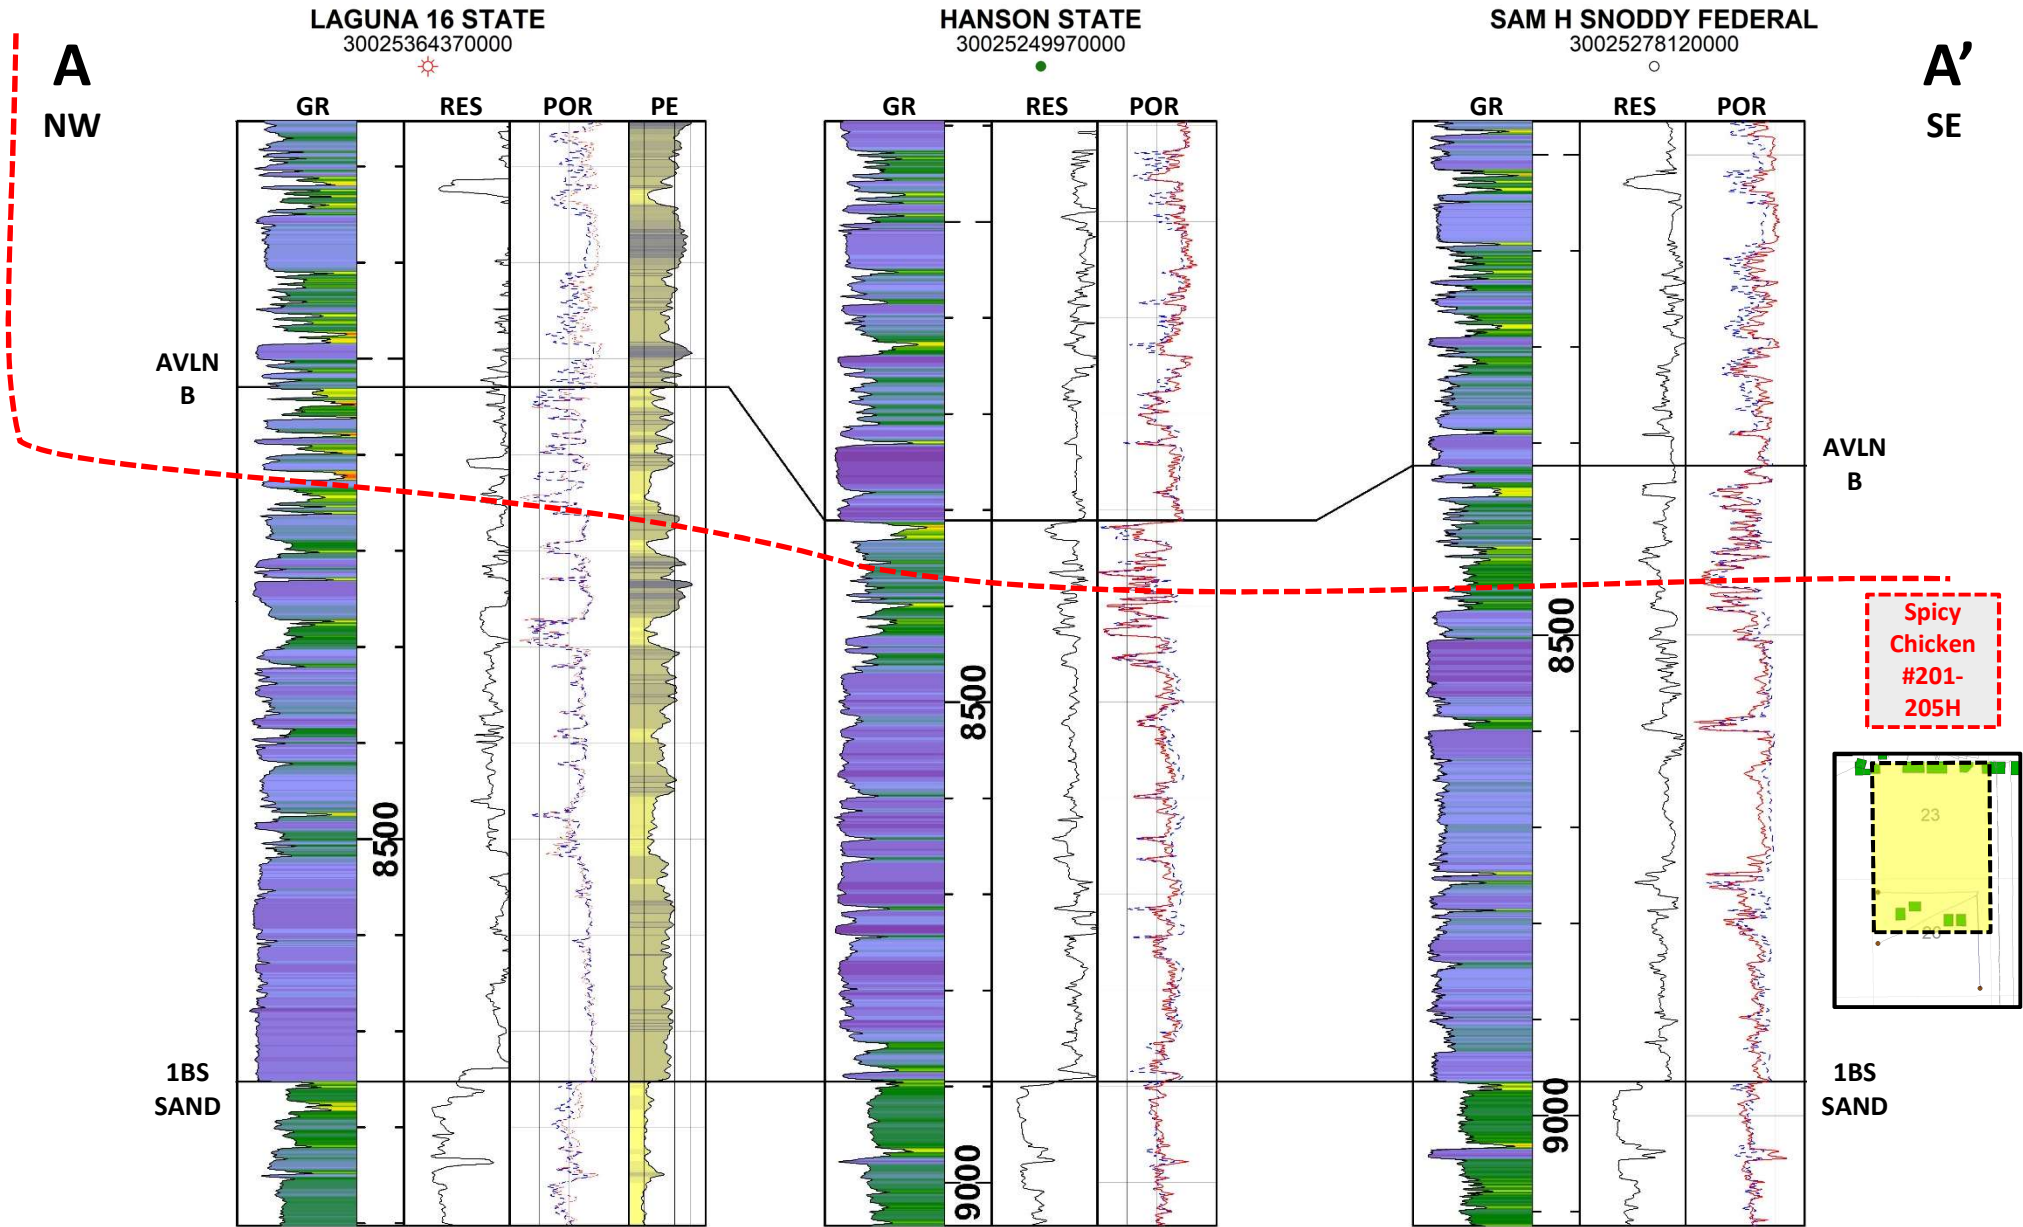 LAGUNA 16 STATE
30025364370000
HANSON STATE
30025249970000
SAM H SNODDY FEDERAL
30025278120000
A
NW
A'
SE
GR
RES
POR
PE
GR
RES
POR
GR
RES
POR
AVLN
B
AVLN
B
8500
8500
8500
Spicy
Chicken
#201-
205H
23
26
1BS
SAND
1BS
SAND
9000
9000